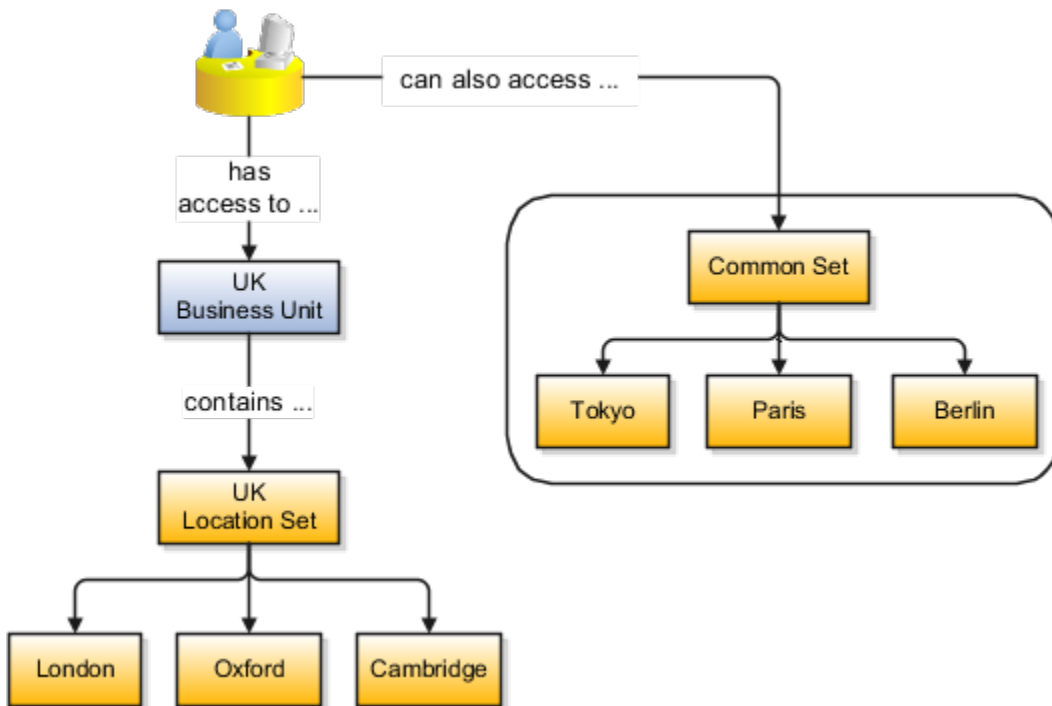 can also access ...
has
access to ...
UK
Business Unit
Common Set
Tokyo
Paris
Berlin
contains ...
UK
Location Set
London
Oxford
Cambridge